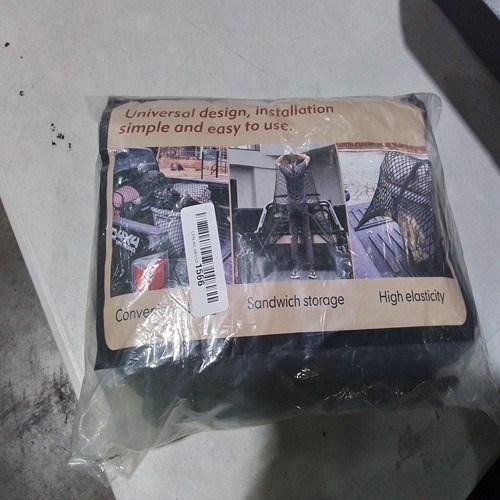 Universal design, installation
simple and easy to use.
1566
Sandwich storage
High elasticity